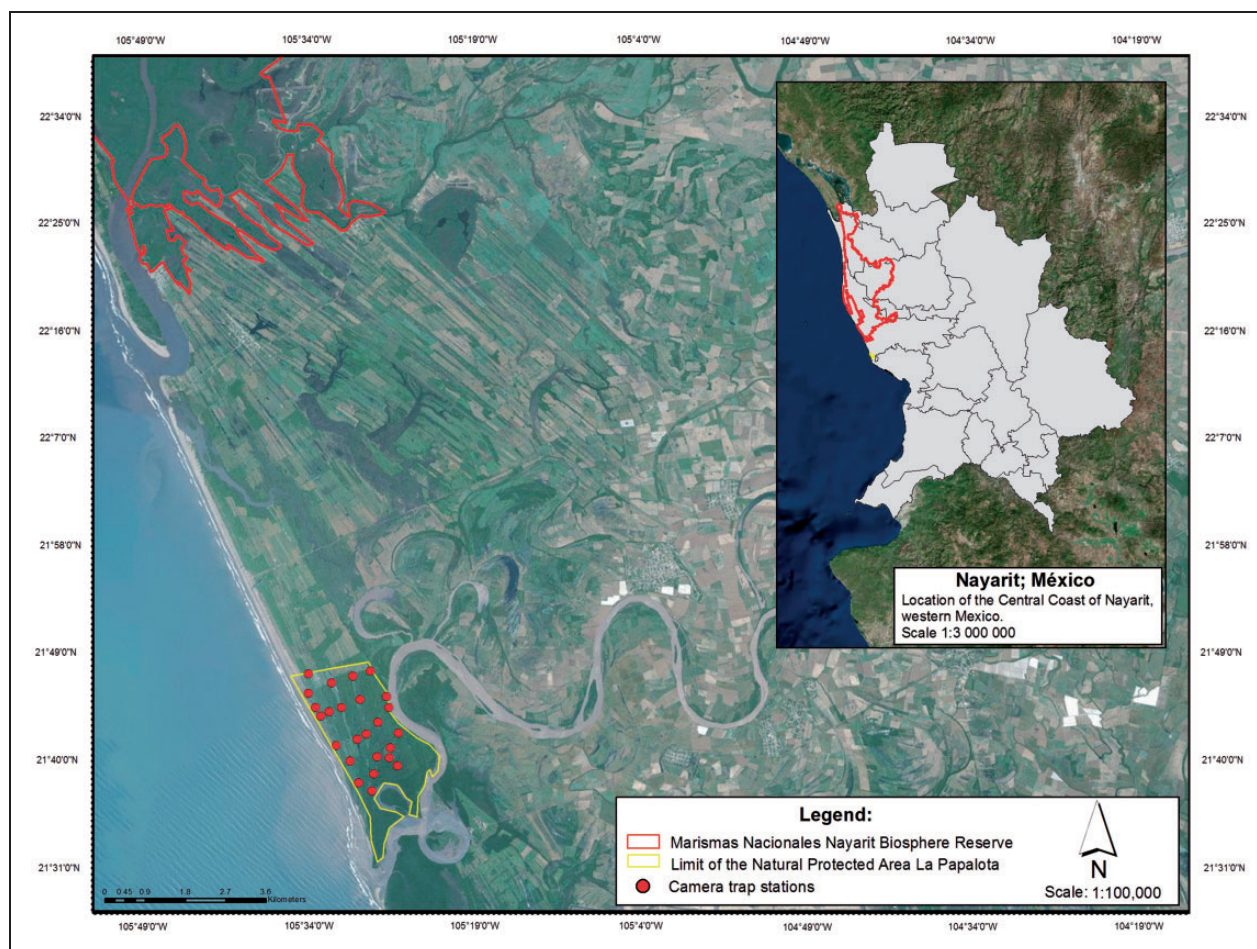 105°49'0"W 105°34'0"W 105°19'0"W 105°4'0"W 104°49'0"W 104°34'0"W 104°19'0"W
22°34'0"N 22°34'0"N
22°25'0"N 22°25'0"N
22°16'0"N 22°16'0"N
22°7'0"N 22°7'0"N
21°58'0"N 21°58'0"N
Nayarit; México
Location of the Central Coast of Nayarit,
western Mexico.
Scale 1:3 000 000
21°49'0"N 21°49'0"N
21°40'0"N 21°40'0"N
Legend:
Marismas Nacionales Nayarit Biosphere Reserve
Limit of the Natural Protected Area La Papalota
Camera trap stations
N
Scale: 1:100,000
21°31'0"N 21°31'0"N
0 0.45 0.9 1.8 2.7 3.6
Kilometers
105°49'0"W 105°34'0"W 105°19'0"W 105°4'0"W 104°49'0"W 104°34'0"W 104°19'0"W